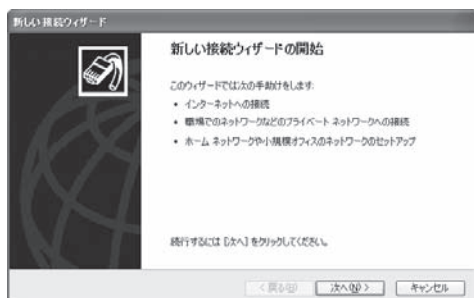 新しい接続ウィザード
新しい接続ウィザードの開始
このウィザードでは次の手助けをします:
• インターネットへの接続
• 職場でのネットワークなどのプライベート ネットワークへの接続
• ホーム ネットワークや小規模オフィスのネットワークのセットアップ
続行するには [次へ] をクリックしてください。
< 戻る(B) 次へ(N) > キャンセル